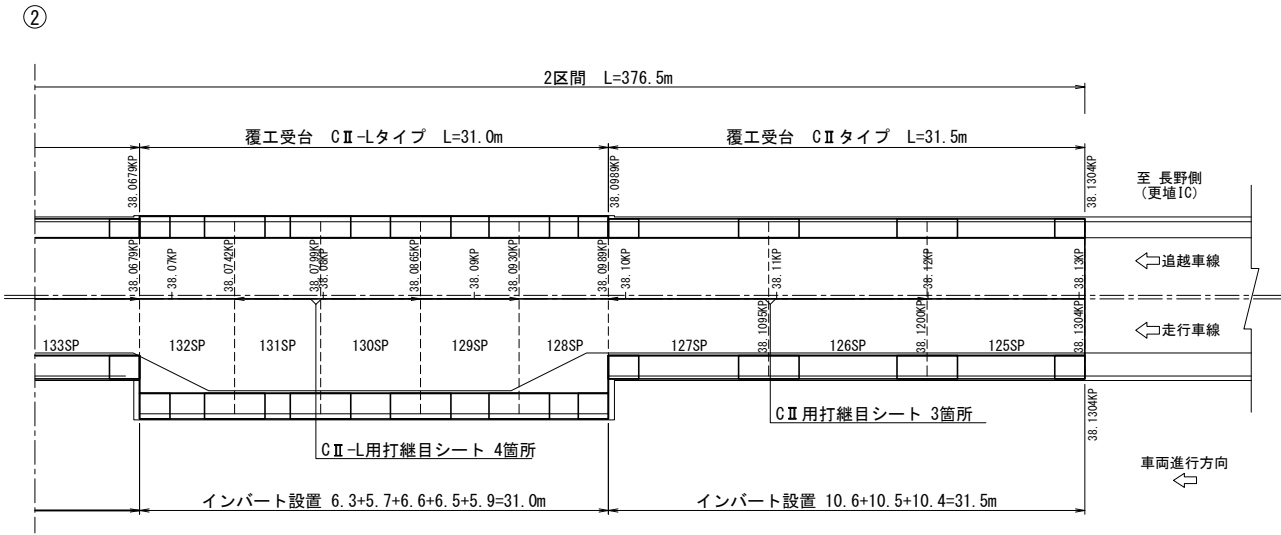 ②
2区間 L=376.5m
覆工受台 CⅡ-Lタイプ L=31.0m
覆工受台 CⅡタイプ L=31.5m
38.0679KP
38.0989KP
38.1304KP
至 長野側
(更埴IC)
38.0679KP
38.07KP
38.0742KP
38.0799KP
38.08KP
38.0865KP
38.09KP
38.0930KP
38.0989KP
38.10KP
38.11KP
38.12KP
38.13KP
追越車線
38.1095KP
38.1200KP
38.1304KP
走行車線
133SP
132SP
131SP
130SP
129SP
128SP
127SP
126SP
125SP
CⅡ用打継目シート 3箇所
38.1304KP
CⅡ-L用打継目シート 4箇所
車両進行方向
インバート設置 6.3+5.7+6.6+6.5+5.9=31.0m
インバート設置 10.6+10.5+10.4=31.5m